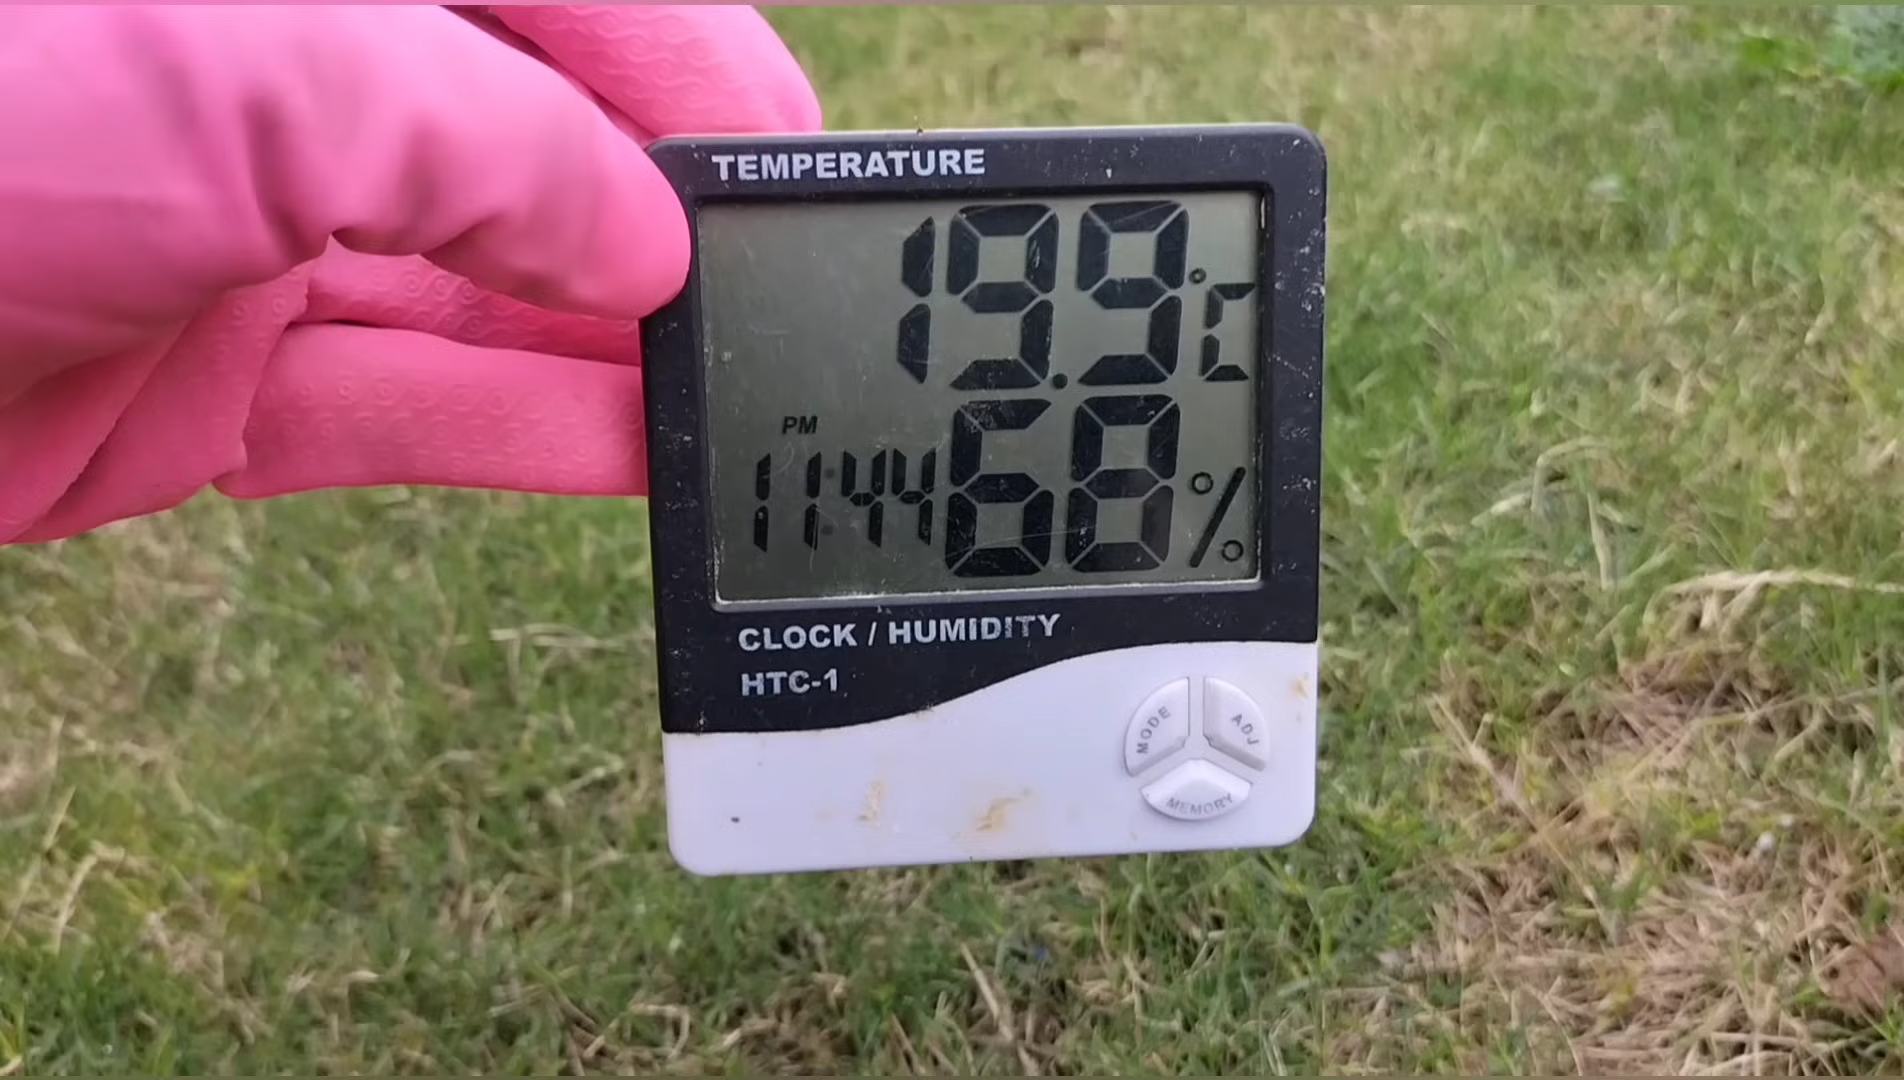 TEMPERATURE
19.9°C
PM
11:44 68%
CLOCK / HUMIDITY
HTC-1
MODE
ADJ
MEMORY